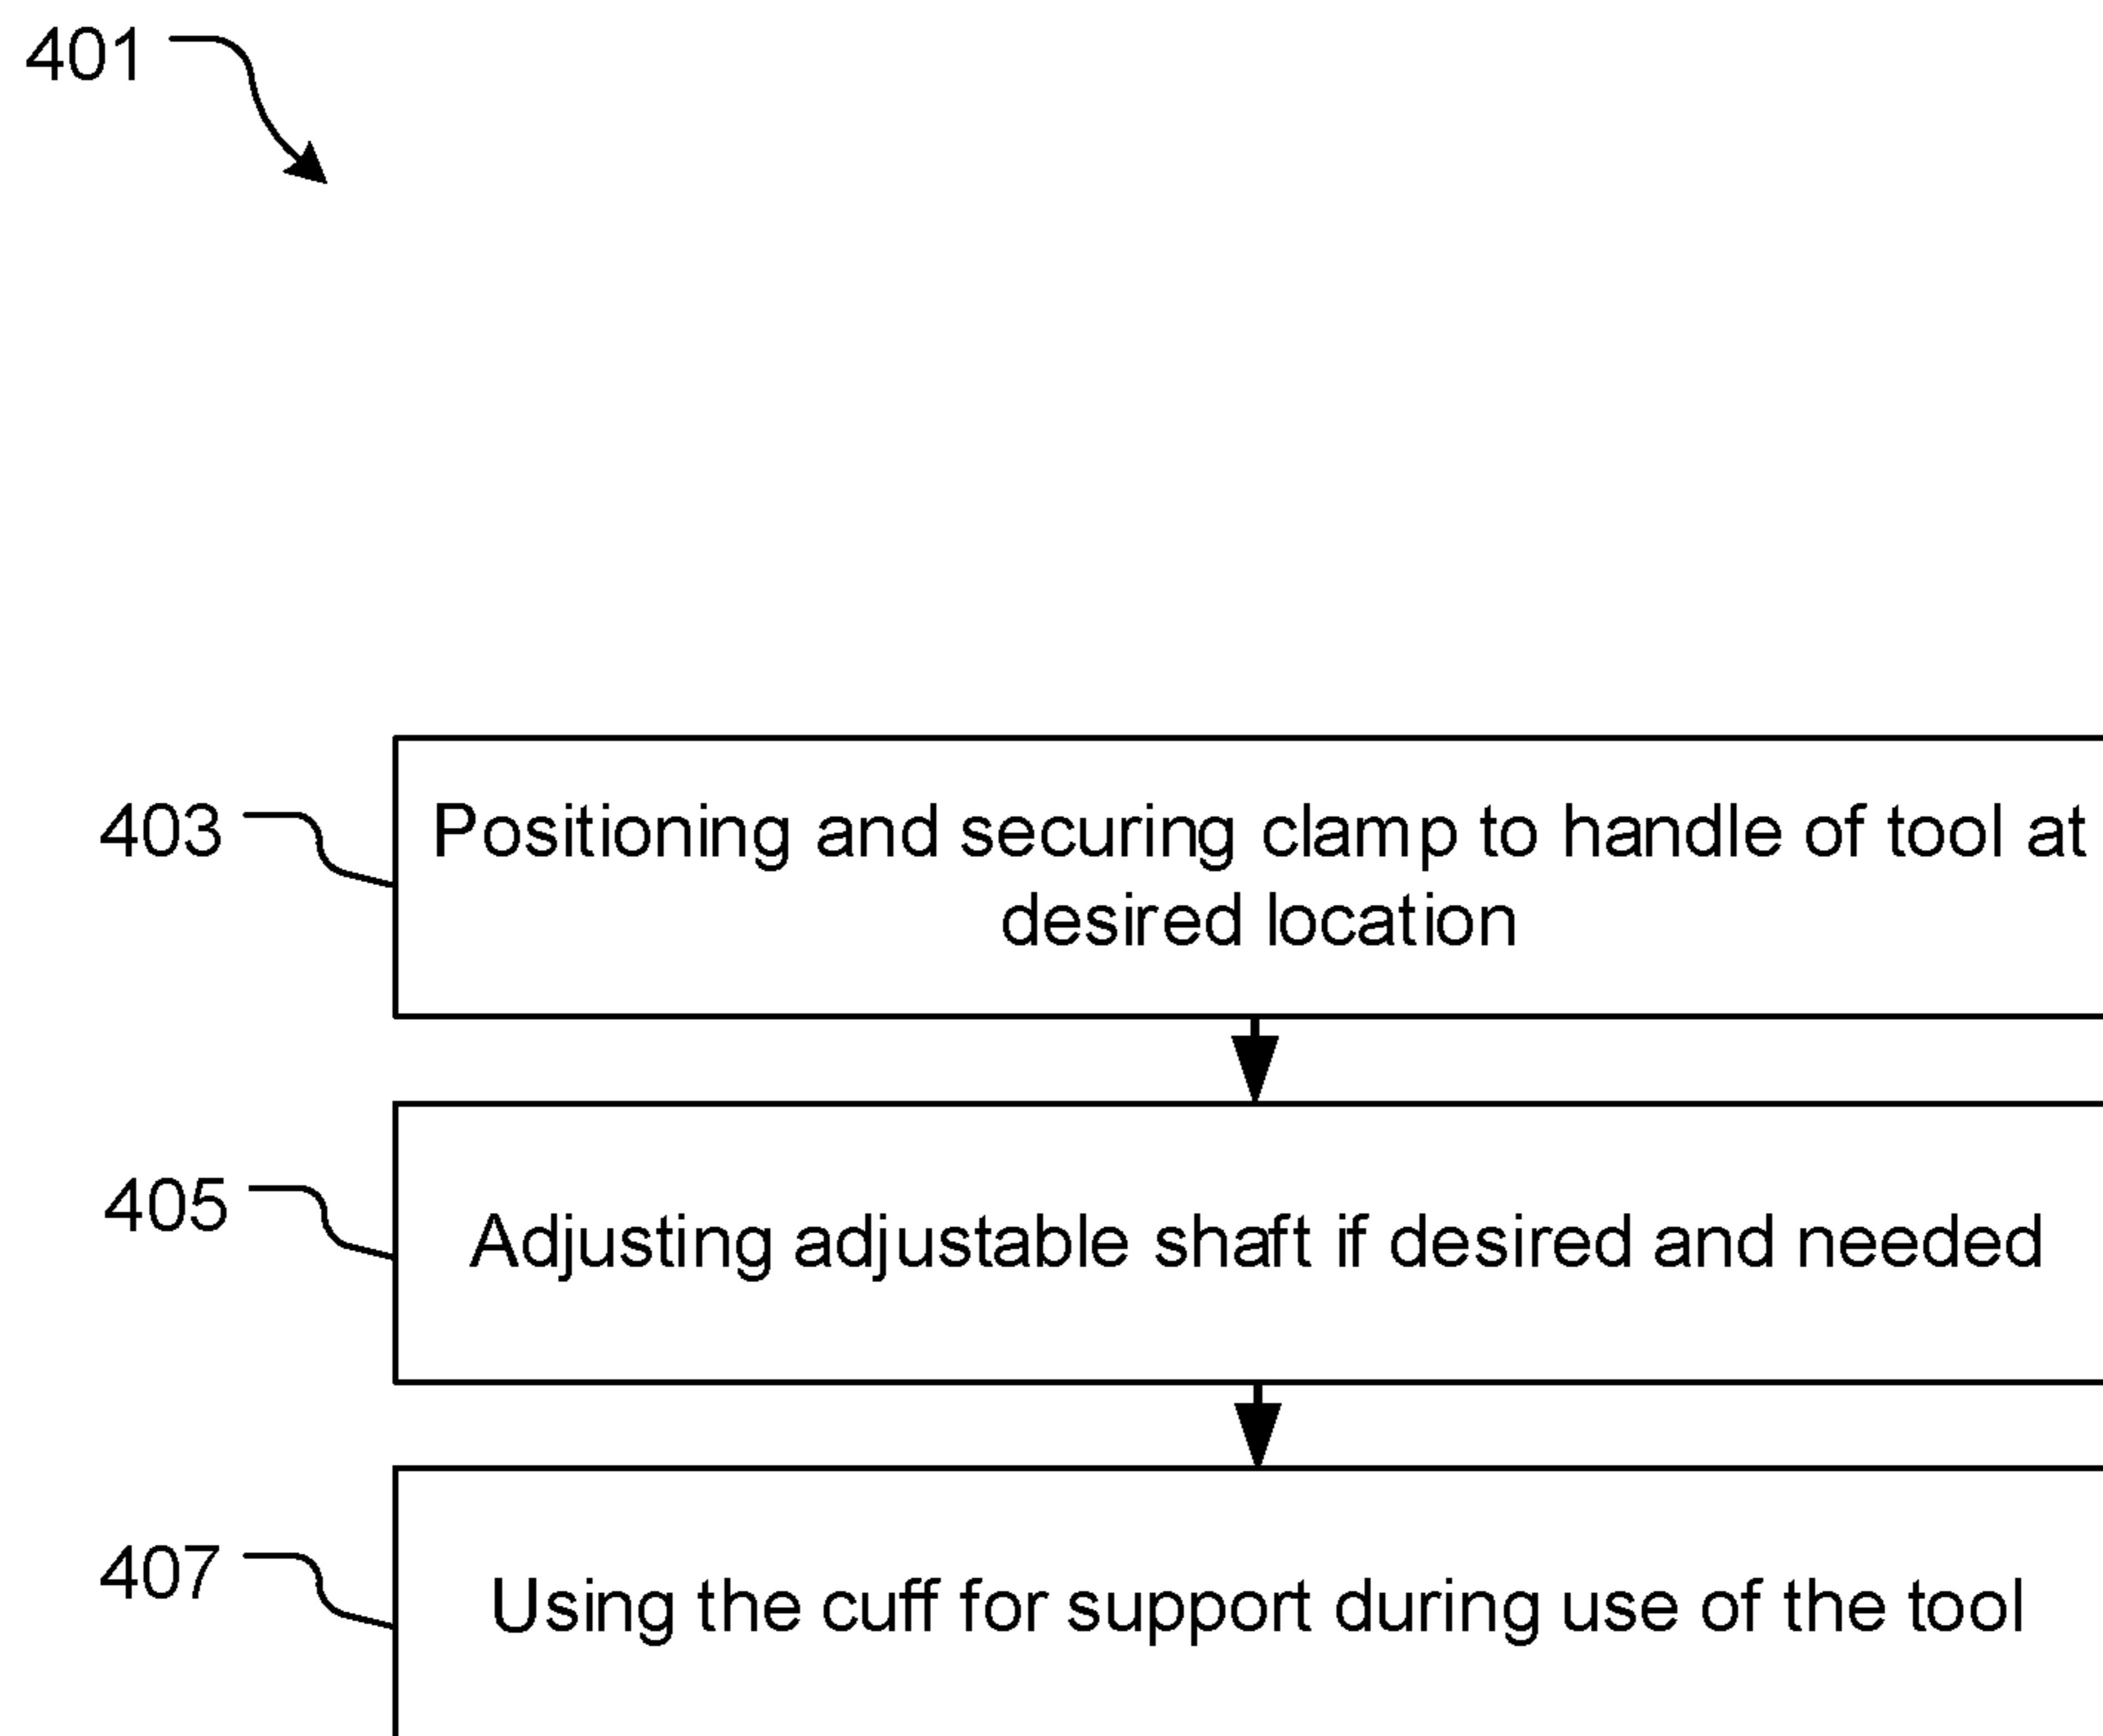 401
403
Positioning and securing clamp to handle of tool at
desired location
405
Adjusting adjustable shaft if desired and needed
407
Using the cuff for support during use of the tool